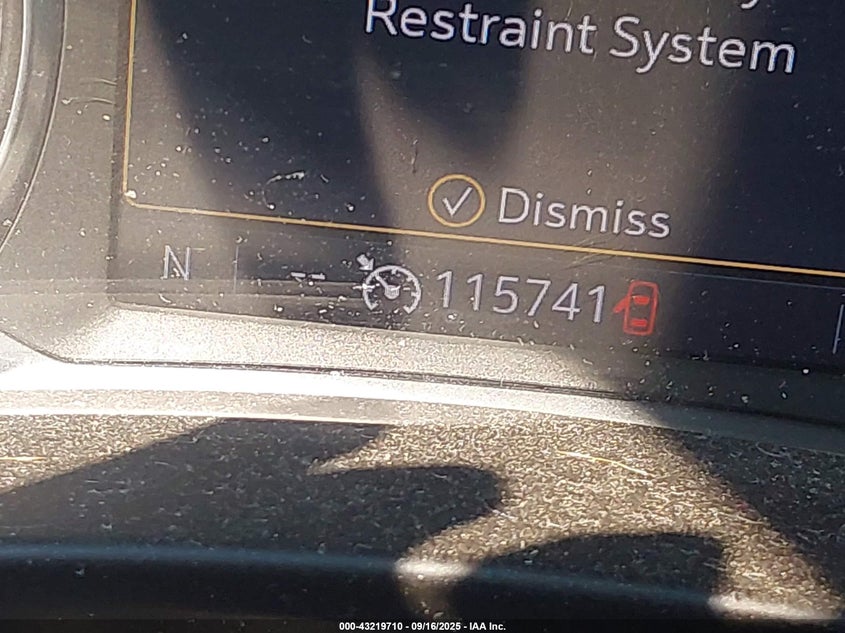 Restraint System
Dismiss
N -- 115741
000-43219710 - 09/16/2025 - IAA Inc.